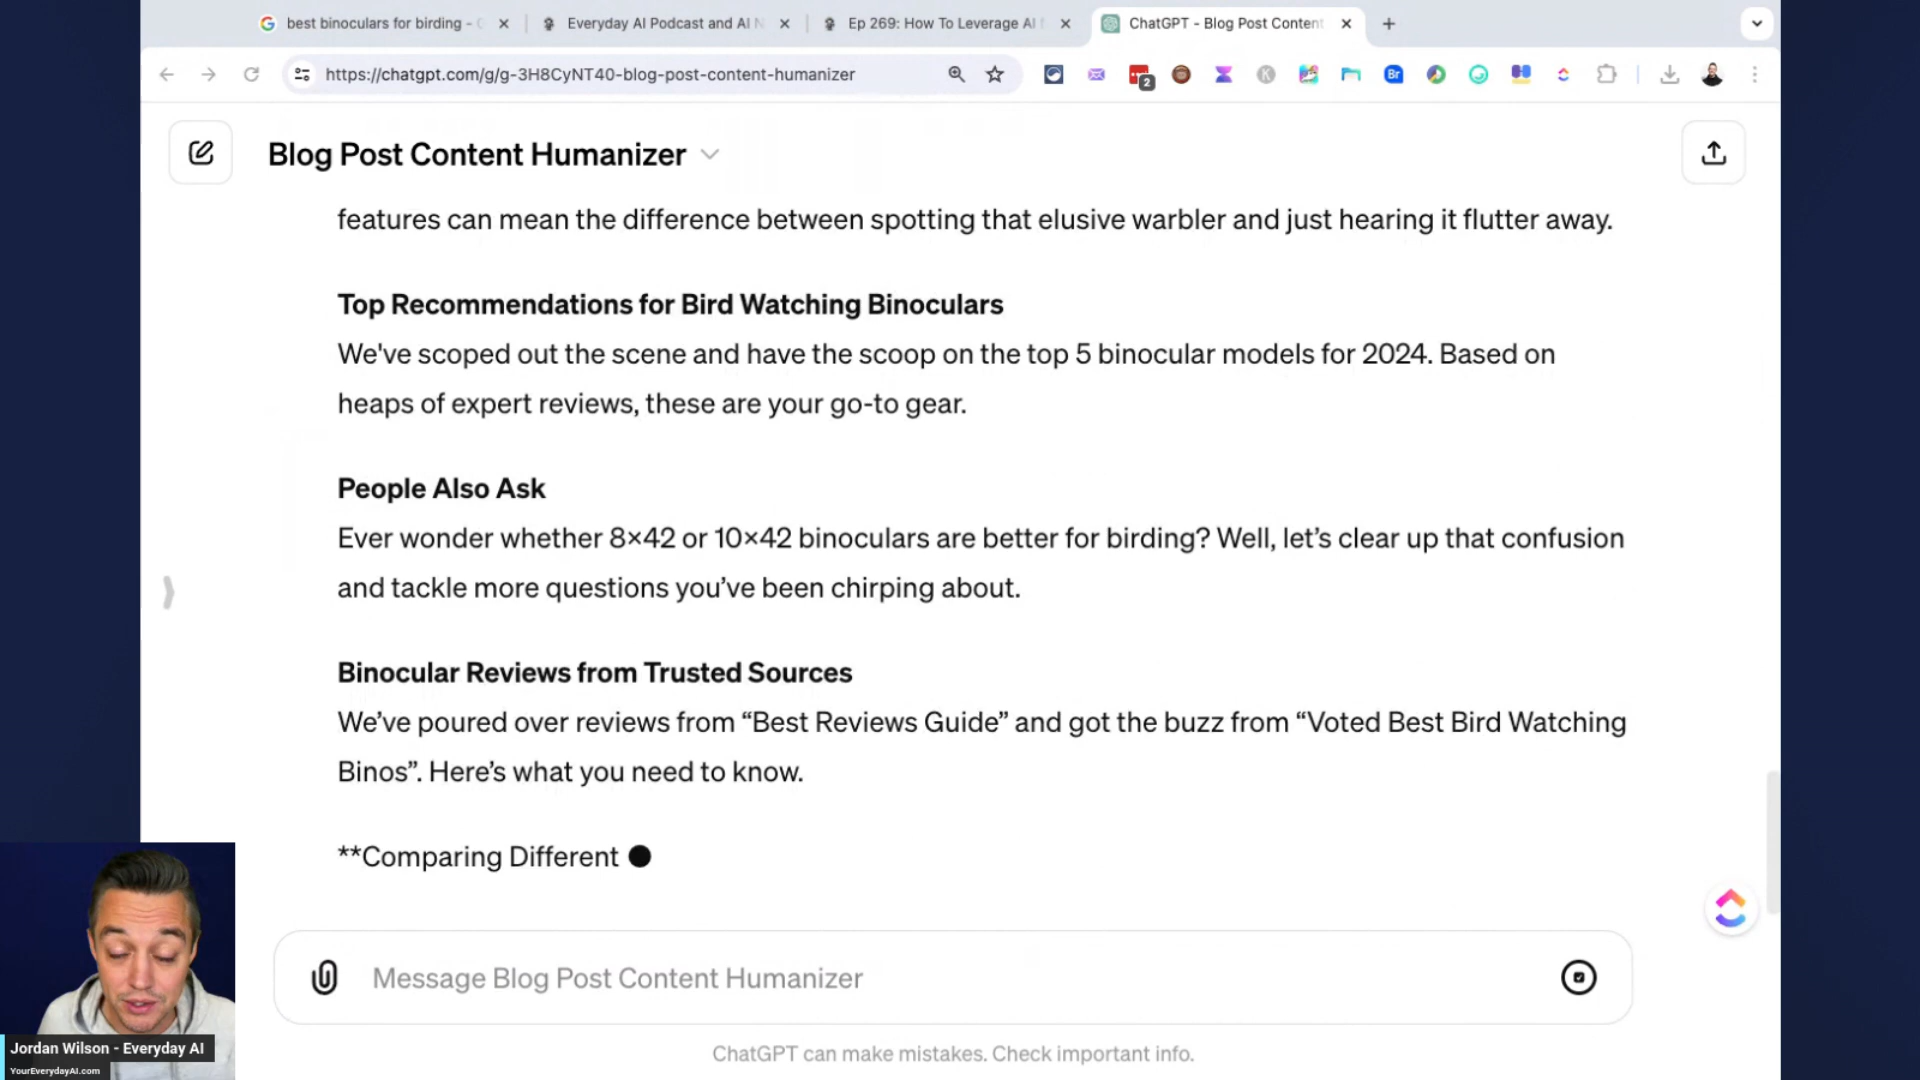 best binoculars for birding -
Everyday AI Podcast and AI
Ep 269: How To Leverage AI
ChatGPT - Blog Post Content
https://chatgpt.com/g/g-3H8CyNT40-blog-post-content-humanizer
2
K
Br
Blog Post Content Humanizer
features can mean the difference between spotting that elusive warbler and just hearing it flutter away.
Top Recommendations for Bird Watching Binoculars
We've scoped out the scene and have the scoop on the top 5 binocular models for 2024. Based on
heaps of expert reviews, these are your go-to gear.
People Also Ask
Ever wonder whether 8×42 or 10×42 binoculars are better for birding? Well, let’s clear up that confusion
and tackle more questions you’ve been chirping about.
Binocular Reviews from Trusted Sources
We’ve poured over reviews from “Best Reviews Guide” and got the buzz from “Voted Best Bird Watching
Binos”. Here’s what you need to know.
**Comparing Different
Message Blog Post Content Humanizer
ChatGPT can make mistakes. Check important info.
Jordan Wilson - Everyday AI
YourEverydayAI.com